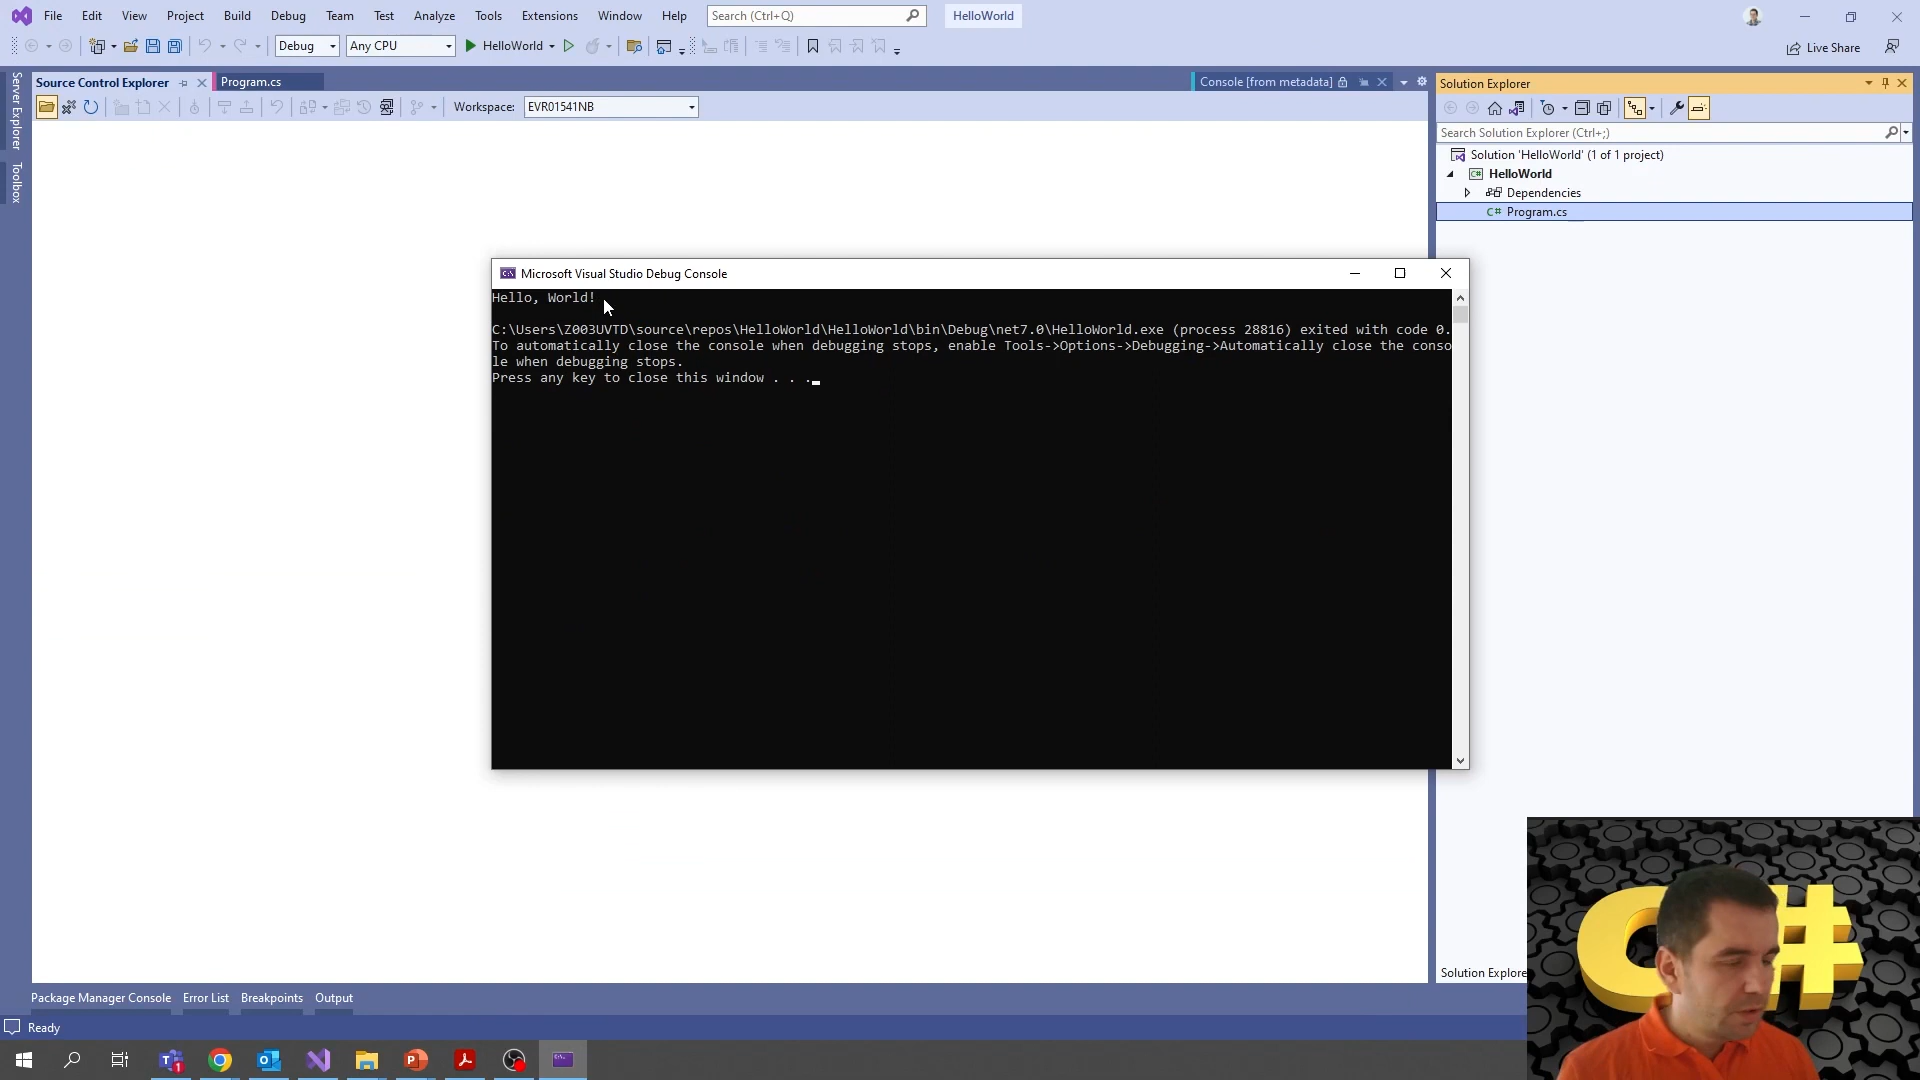 File Edit View Project Build Debug Team Test Analyze Tools Extensions Window Help Search (Ctrl+Q) HelloWorld
Debug Any CPU HelloWorld Live Share
Server Explorer
Toolbox
Source Control Explorer Program.cs Console [from metadata]
Workspace: EVR01541NB
Solution Explorer
Search Solution Explorer (Ctrl+;)
Solution 'HelloWorld' (1 of 1 project)
C# HelloWorld
Dependencies
C# Program.cs
Microsoft Visual Studio Debug Console
Hello, World!
C:\Users\Z003UVTD\source\repos\HelloWorld\HelloWorld\bin\Debug\net7.0\HelloWorld.exe (process 28816) exited with code 0.
To automatically close the console when debugging stops, enable Tools->Options->Debugging->Automatically close the conso
le when debugging stops.
Press any key to close this window . . .
Solution Explore
C#
Package Manager Console Error List Breakpoints Output
Ready